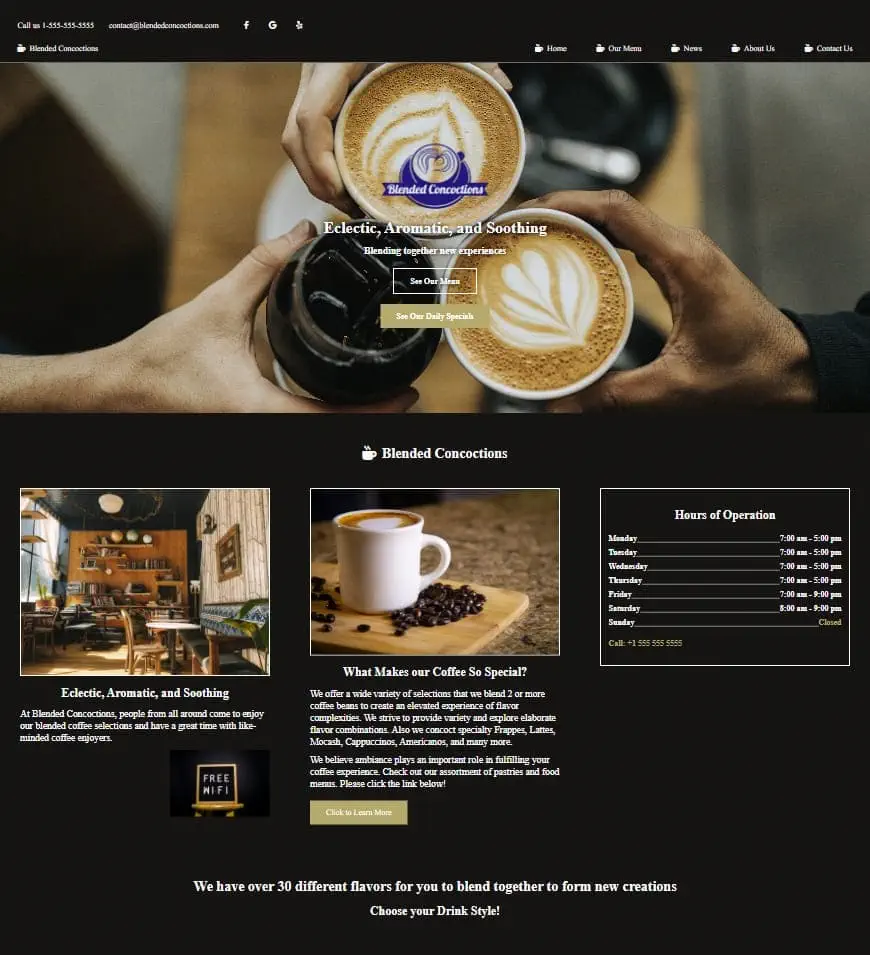 Call us 1-555-555-5555 contact@blendedconcoctions.com
Blended Concoctions Home Our Menu News About Us Contact Us
Blended Concoctions
Eclectic, Aromatic, and Soothing
Blending together new experiences
See Our Menu
See Our Daily Specials
Blended Concoctions
Eclectic, Aromatic, and Soothing
At Blended Concoctions, people from all around come to enjoy
our blended coffee selections and have a great time with like-
minded coffee enjoyers.
FREE
WIFI
What Makes our Coffee So Special?
We offer a wide variety of selections that we blend 2 or more
coffee beans to create an elevated experience of flavor
complexities. We strive to provide variety and explore elaborate
flavor combinations. Also we concoct specialty Frappes, Lattes,
Mocash, Cappuccinos, Americanos, and many more.
We believe ambiance plays an important role in fulfilling your
coffee experience. Check out our assortment of pastries and food
menus. Please click the link below!
Click to Learn More
Hours of Operation
Monday 7:00 am - 5:00 pm
Tuesday 7:00 am - 5:00 pm
Wednesday 7:00 am - 5:00 pm
Thursday 7:00 am - 5:00 pm
Friday 7:00 am - 9:00 pm
Saturday 8:00 am - 9:00 pm
Sunday Closed
Call: +1 555 555 5555
We have over 30 different flavors for you to blend together to form new creations
Choose your Drink Style!